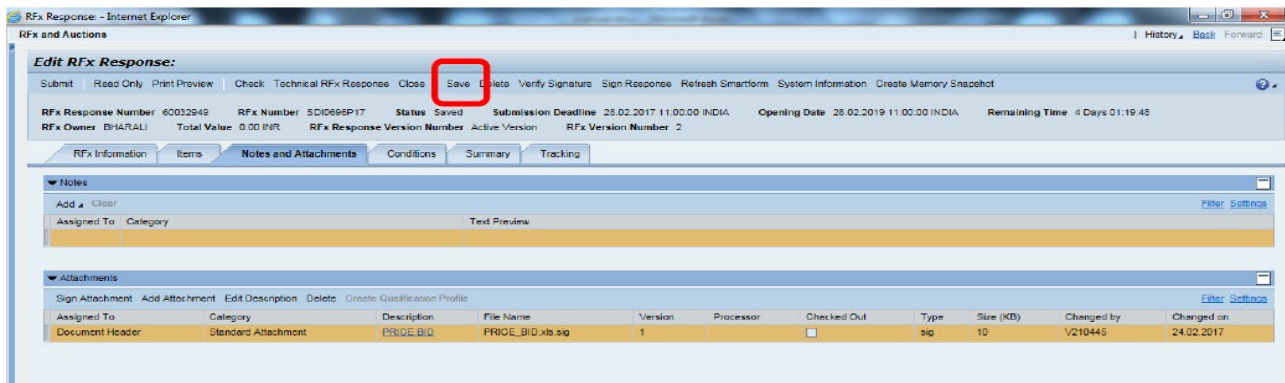 RFx Response: - Internet Explorer
RFx and Auctions | History Back Forward
Edit RFx Response:
Submit | Read Only Print Preview | Check Technical RFx Response Close Save Delete Verify Signature Sign Response Refresh Smartform System Information Create Memory Snapshot
RFx Response Number 60032949 RFx Number SDI0696P17 Status Saved Submission Deadline 28.02.2017 11:00:00 INDIA Opening Date 28.02.2019 11:00:00 INDIA Remaining Time 4 Days 01:19:48
RFx Owner BHARALI Total Value 0.00 INR RFx Response Version Number Active Version RFx Version Number 2
RFx Information Items Notes and Attachments Conditions Summary Tracking
Notes
Add Clear Filter Settings
Assigned To Category Text Preview
Attachments
Sign Attachment Add Attachment Edit Description Delete Create Qualification Profile Filter Settings
Assigned To Category Description File Name Version Processor Checked Out Type Size (KB) Changed by Changed on
Document Header Standard Attachment PRICE BID PRICE_BID.xls.sig 1 sig 10 V210445 24.02.2017